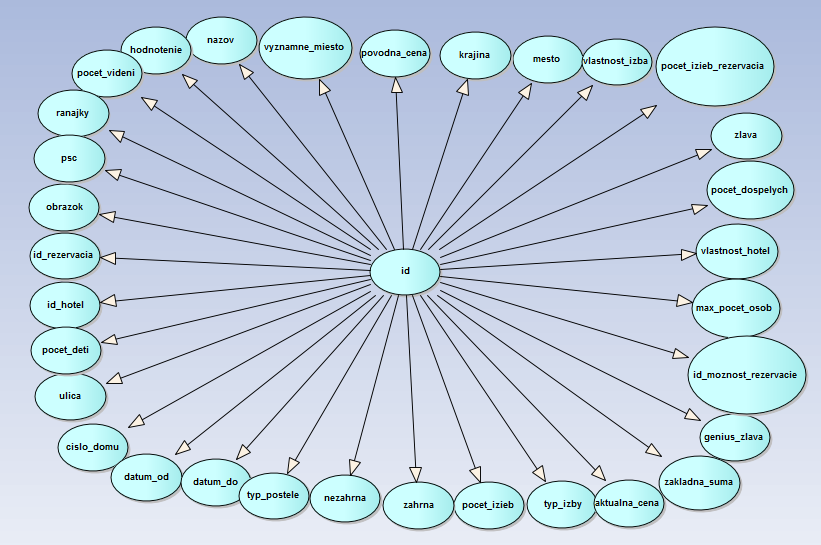 nazov
hodnotenie
vyznamne_miesto
povodna_cena
krajina
mesto
vlastnost_izba
pocet_izieb_rezervacia
pocet_videni
ranajky
zlava
psc
pocet_dospelych
obrazok
id_rezervacia
vlastnost_hotel
id
id_hotel
max_pocet_osob
pocet_deti
id_moznost_rezervacie
ulica
genius_zlava
cislo_domu
datum_od
datum_do
zakladna_suma
typ_postele
nezahrna
zahrna
pocet_izieb
typ_izby
aktualna_cena